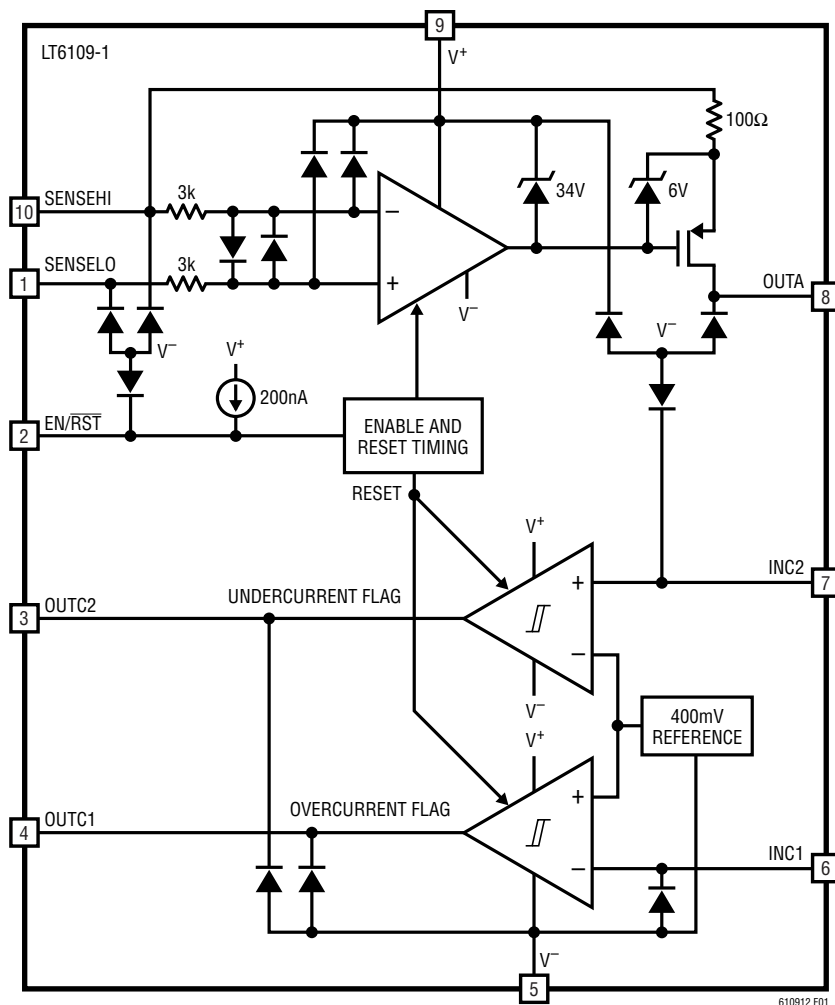 9
LT6109-1
V+
100Ω
34V
6V
3k
10
SENSEHI
−
3k
1
SENSELO
+
V−
OUTA
8
V−
V−
V+
200nA
2
EN/RST
ENABLE AND
RESET TIMING
RESET
V+
INC2
7
+
3
OUTC2
UNDERCURRENT FLAG
−
V−
400mV
REFERENCE
V+
+
4
OUTC1
OVERCURRENT FLAG
INC1
6
−
V−
5
610912 F01